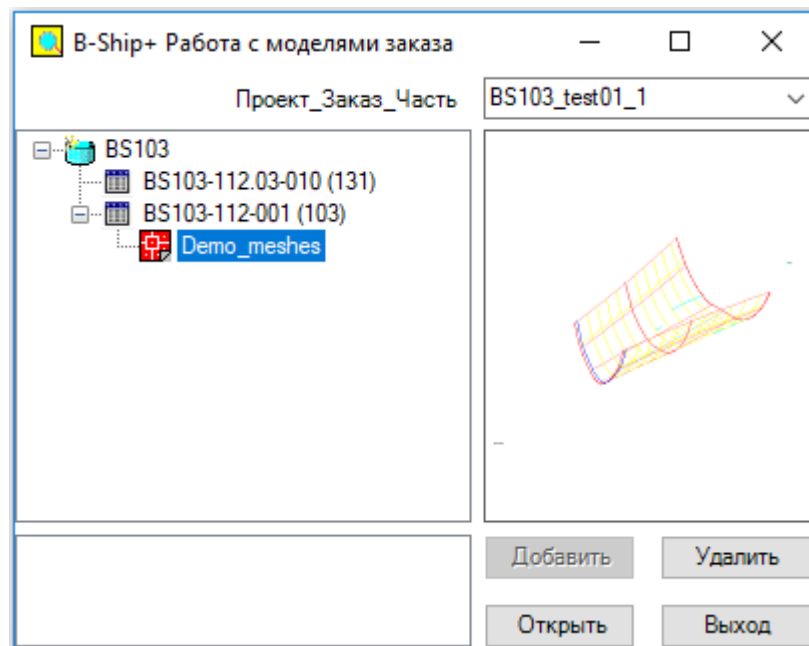 B-Ship+ Работа с моделями заказа
Проект_Заказ_Часть BS103_test01_1
BS103
BS103-112.03-010 (131)
BS103-112-001 (103)
Demo_meshes
Добавить Удалить
Открыть Выход